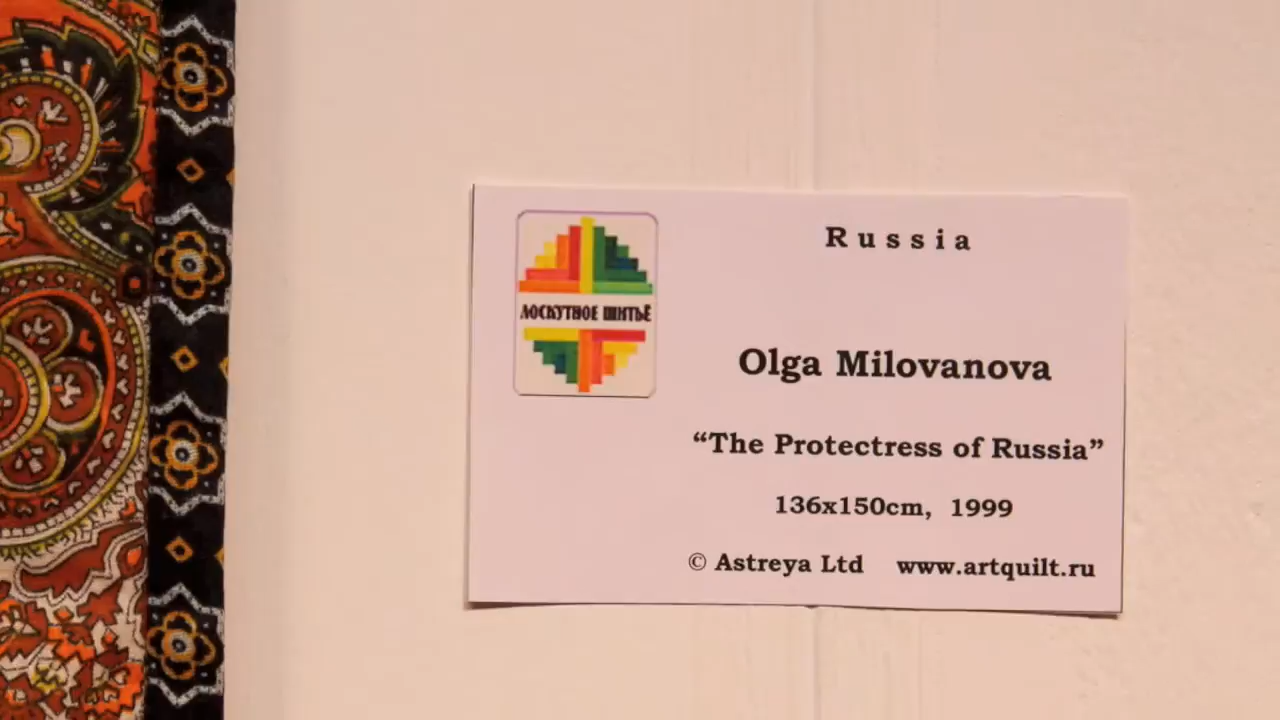 Russia
ЛОСКУТНОЕ ШИТЬЁ
Olga Milovanova
“The Protectress of Russia”
136x150cm, 1999
© Astreya Ltd www.artquilt.ru